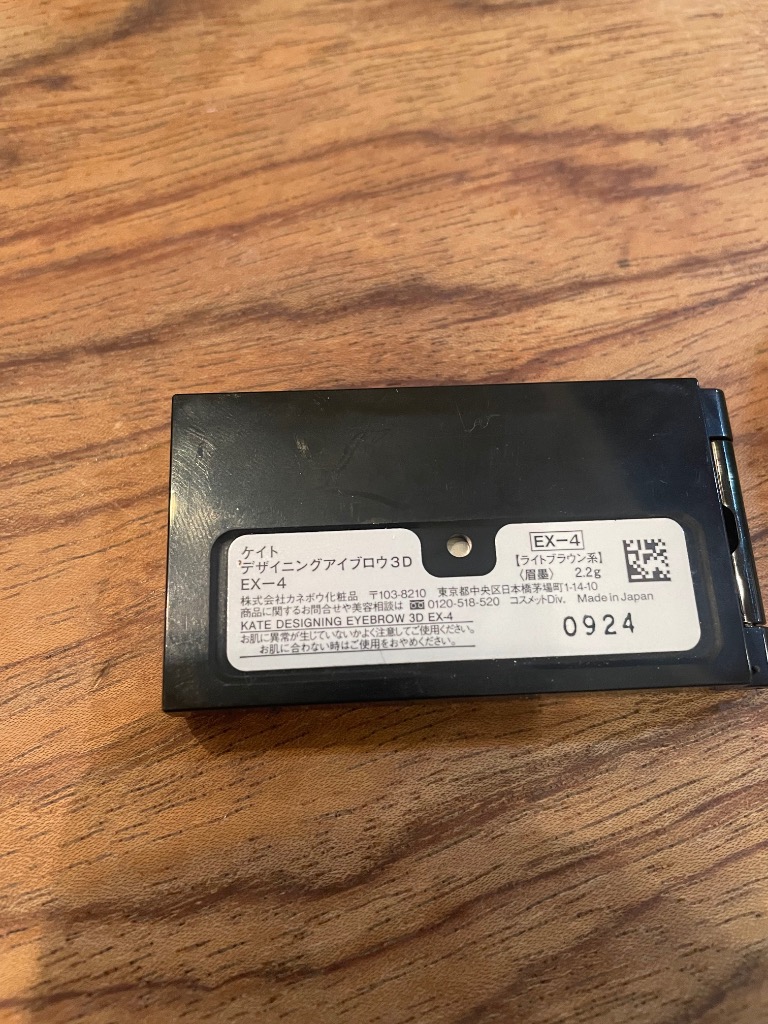 ケイト
デザイニングアイブロウ3D
EX-4
EX-4
【ライトブラウン系】
〈眉墨〉 2.2g
株式会社カネボウ化粧品 〒103-8210 東京都中央区日本橋茅場町1-14-10
商品に関するお問合せや美容相談は 0120-518-520 コスメットDiv. Made in Japan
KATE DESIGNING EYEBROW 3D EX-4
お肌に異常が生じていないかよく注意してご使用ください。
お肌に合わない時はご使用をおやめください。
0924